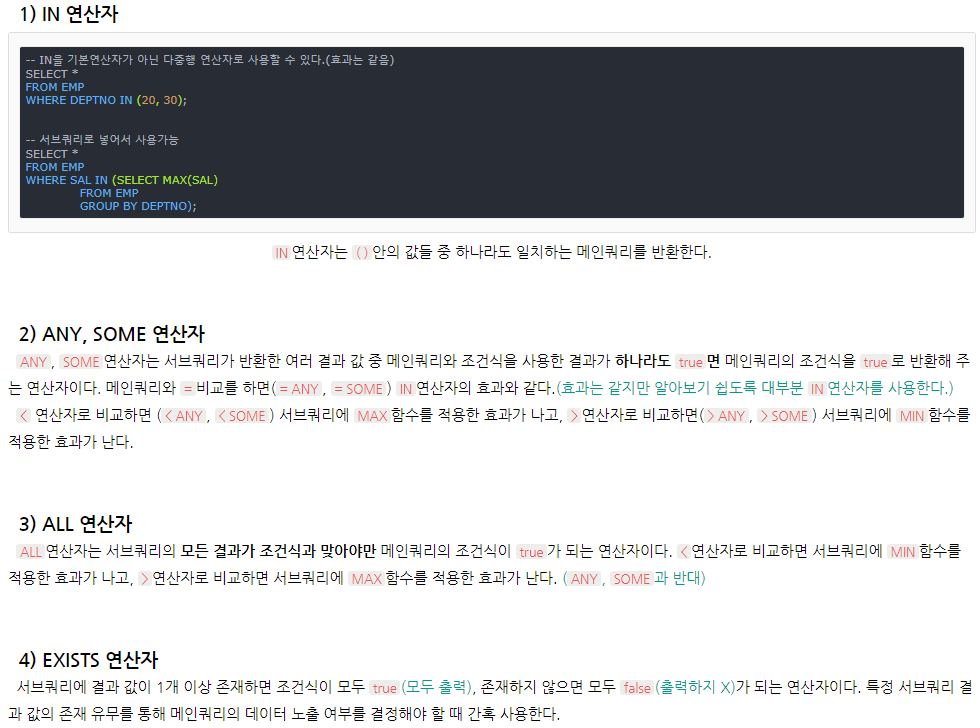 1) IN 연산자
-- IN을 기본연산자가 아닌 다중행 연산자로 사용할 수 있다.(효과는 같음)
SELECT *
FROM EMP
WHERE DEPTNO IN (20, 30);
-- 서브쿼리로 넣어서 사용가능
SELECT *
FROM EMP
WHERE SAL IN (SELECT MAX(SAL)
FROM EMP
GROUP BY DEPTNO);
IN 연산자는 ( ) 안의 값들 중 하나라도 일치하는 메인쿼리를 반환한다.
2) ANY, SOME 연산자
ANY, SOME 연산자는 서브쿼리가 반환한 여러 결과 값 중 메인쿼리와 조건식을 사용한 결과가 하나라도 true 면 메인쿼리의 조건식을 true 로 반환해 주
는 연산자이다. 메인쿼리와 = 비교를 하면( = ANY , = SOME ) IN 연산자의 효과와 같다.(효과는 같지만 알아보기 쉽도록 대부분 IN 연산자를 사용한다.)
< 연산자로 비교하면 ( < ANY , < SOME ) 서브쿼리에 MAX 함수를 적용한 효과가 나고, > 연산자로 비교하면( > ANY , > SOME ) 서브쿼리에 MIN 함수를
적용한 효과가 난다.
3) ALL 연산자
ALL 연산자는 서브쿼리의 모든 결과가 조건식과 맞아야만 메인쿼리의 조건식이 true 가 되는 연산자이다. < 연산자로 비교하면 서브쿼리에 MIN 함수를
적용한 효과가 나고, > 연산자로 비교하면 서브쿼리에 MAX 함수를 적용한 효과가 난다. ( ANY , SOME 과 반대)
4) EXISTS 연산자
서브쿼리에 결과 값이 1개 이상 존재하면 조건식이 모두 true (모두 출력), 존재하지 않으면 모두 false (출력하지 X)가 되는 연산자이다. 특정 서브쿼리 결
과 값의 존재 유무를 통해 메인쿼리의 데이터 노출 여부를 결정해야 할 때 간혹 사용한다.